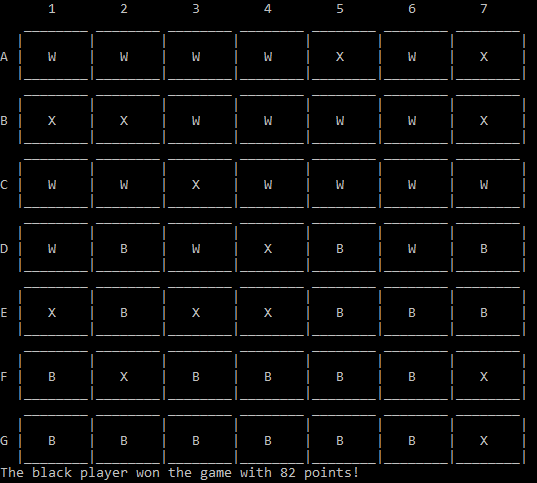 1 2 3 4 5 6 7
A W W W W X W X
B X X W W W W X
C W W X W W W W
D W B W X B W B
E X B X X B B B
F B X B B B B X
G B B B B B B X
The black player won the game with 82 points!